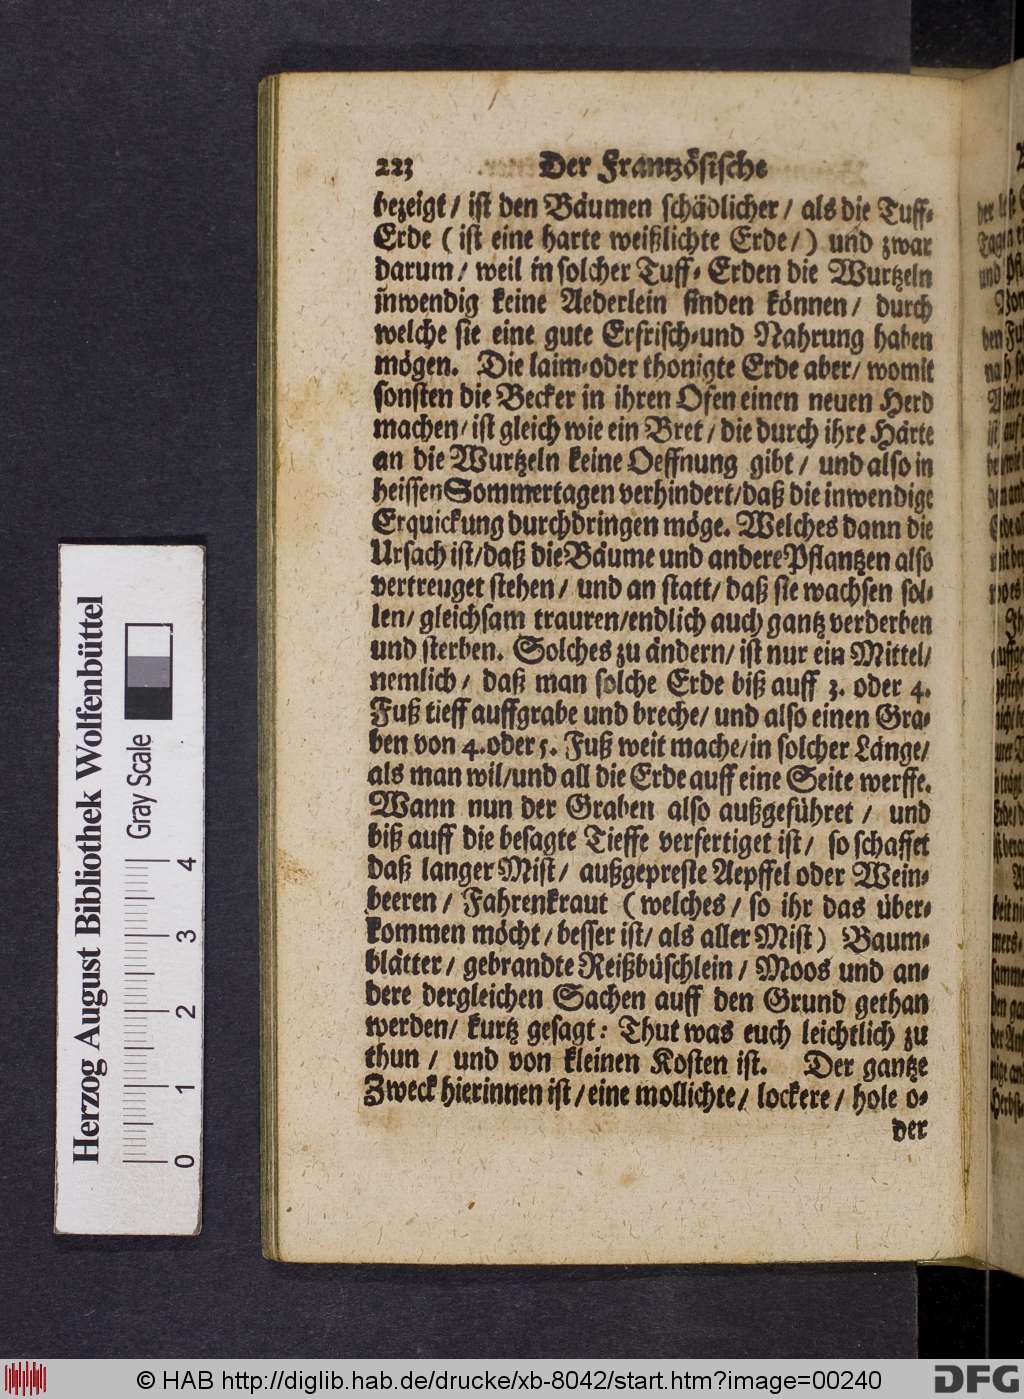 223 Der Frantzösische
bezeigt / ist den Bäumen schädlicher / als die Tuff-
Erde ( ist eine harte weißlichte Erde / ) und zwar
darum / weil in solcher Tuff- Erden die Wurtzeln
inwendig keine Aederlein finden können / durch
welche sie eine gute Erfrisch-und Nahrung haben
mögen. Die laim-oder thonigte Erde aber / womit
sonsten die Becker in ihren Ofen einen neuen Herd
machen / ist gleich wie ein Bret / die durch ihre Härte
an die Wurtzeln keine Oeffnung gibt / und also in
heissen Sommertagen verhindert / daß die inwendige
Erquickung durchdringen möge. Welches dann die
Ursach ist / daß die Bäume und andere Pflantzen also
vertreuget stehen / und an statt / daß sie wachsen sol-
len / gleichsam trauren / endlich auch gantz verderben
und sterben. Solches zu ändern / ist nur ein Mittel /
nemlich / daß man solche Erde biß auff 3. oder 4.
Fuß tieff auffgrabe und breche / und also einen Gra-
ben von 4. oder 5. Fuß weit mache / in solcher Länge /
als man wil / und all die Erde auff eine Seite werffe.
Wann nun der Graben also außgeführet / und
biß auff die besagte Tieffe verfertiget ist / so schaffet
daß langer Mist / außgepreste Aepffel oder Wein-
beeren / Fahrenkraut ( welches / so ihr das über-
kommen möcht / besser ist / als aller Mist ) Baum-
blätter / gebrandte Reißbüschlein / Moos und an-
dere dergleichen Sachen auff den Grund gethan
werden / kurtz gesagt : Thut was euch leichtlich zu
thun / und von kleinen Kosten ist. Der gantze
Zweck hierinnen ist / eine mollichte / lockere / hole o-
der
Herzog August Bibliothek Wolfenbüttel
Gray Scale
0 1 2 3 4
© HAB http://diglib.hab.de/drucke/xb-8042/start.htm?image=00240
DFG